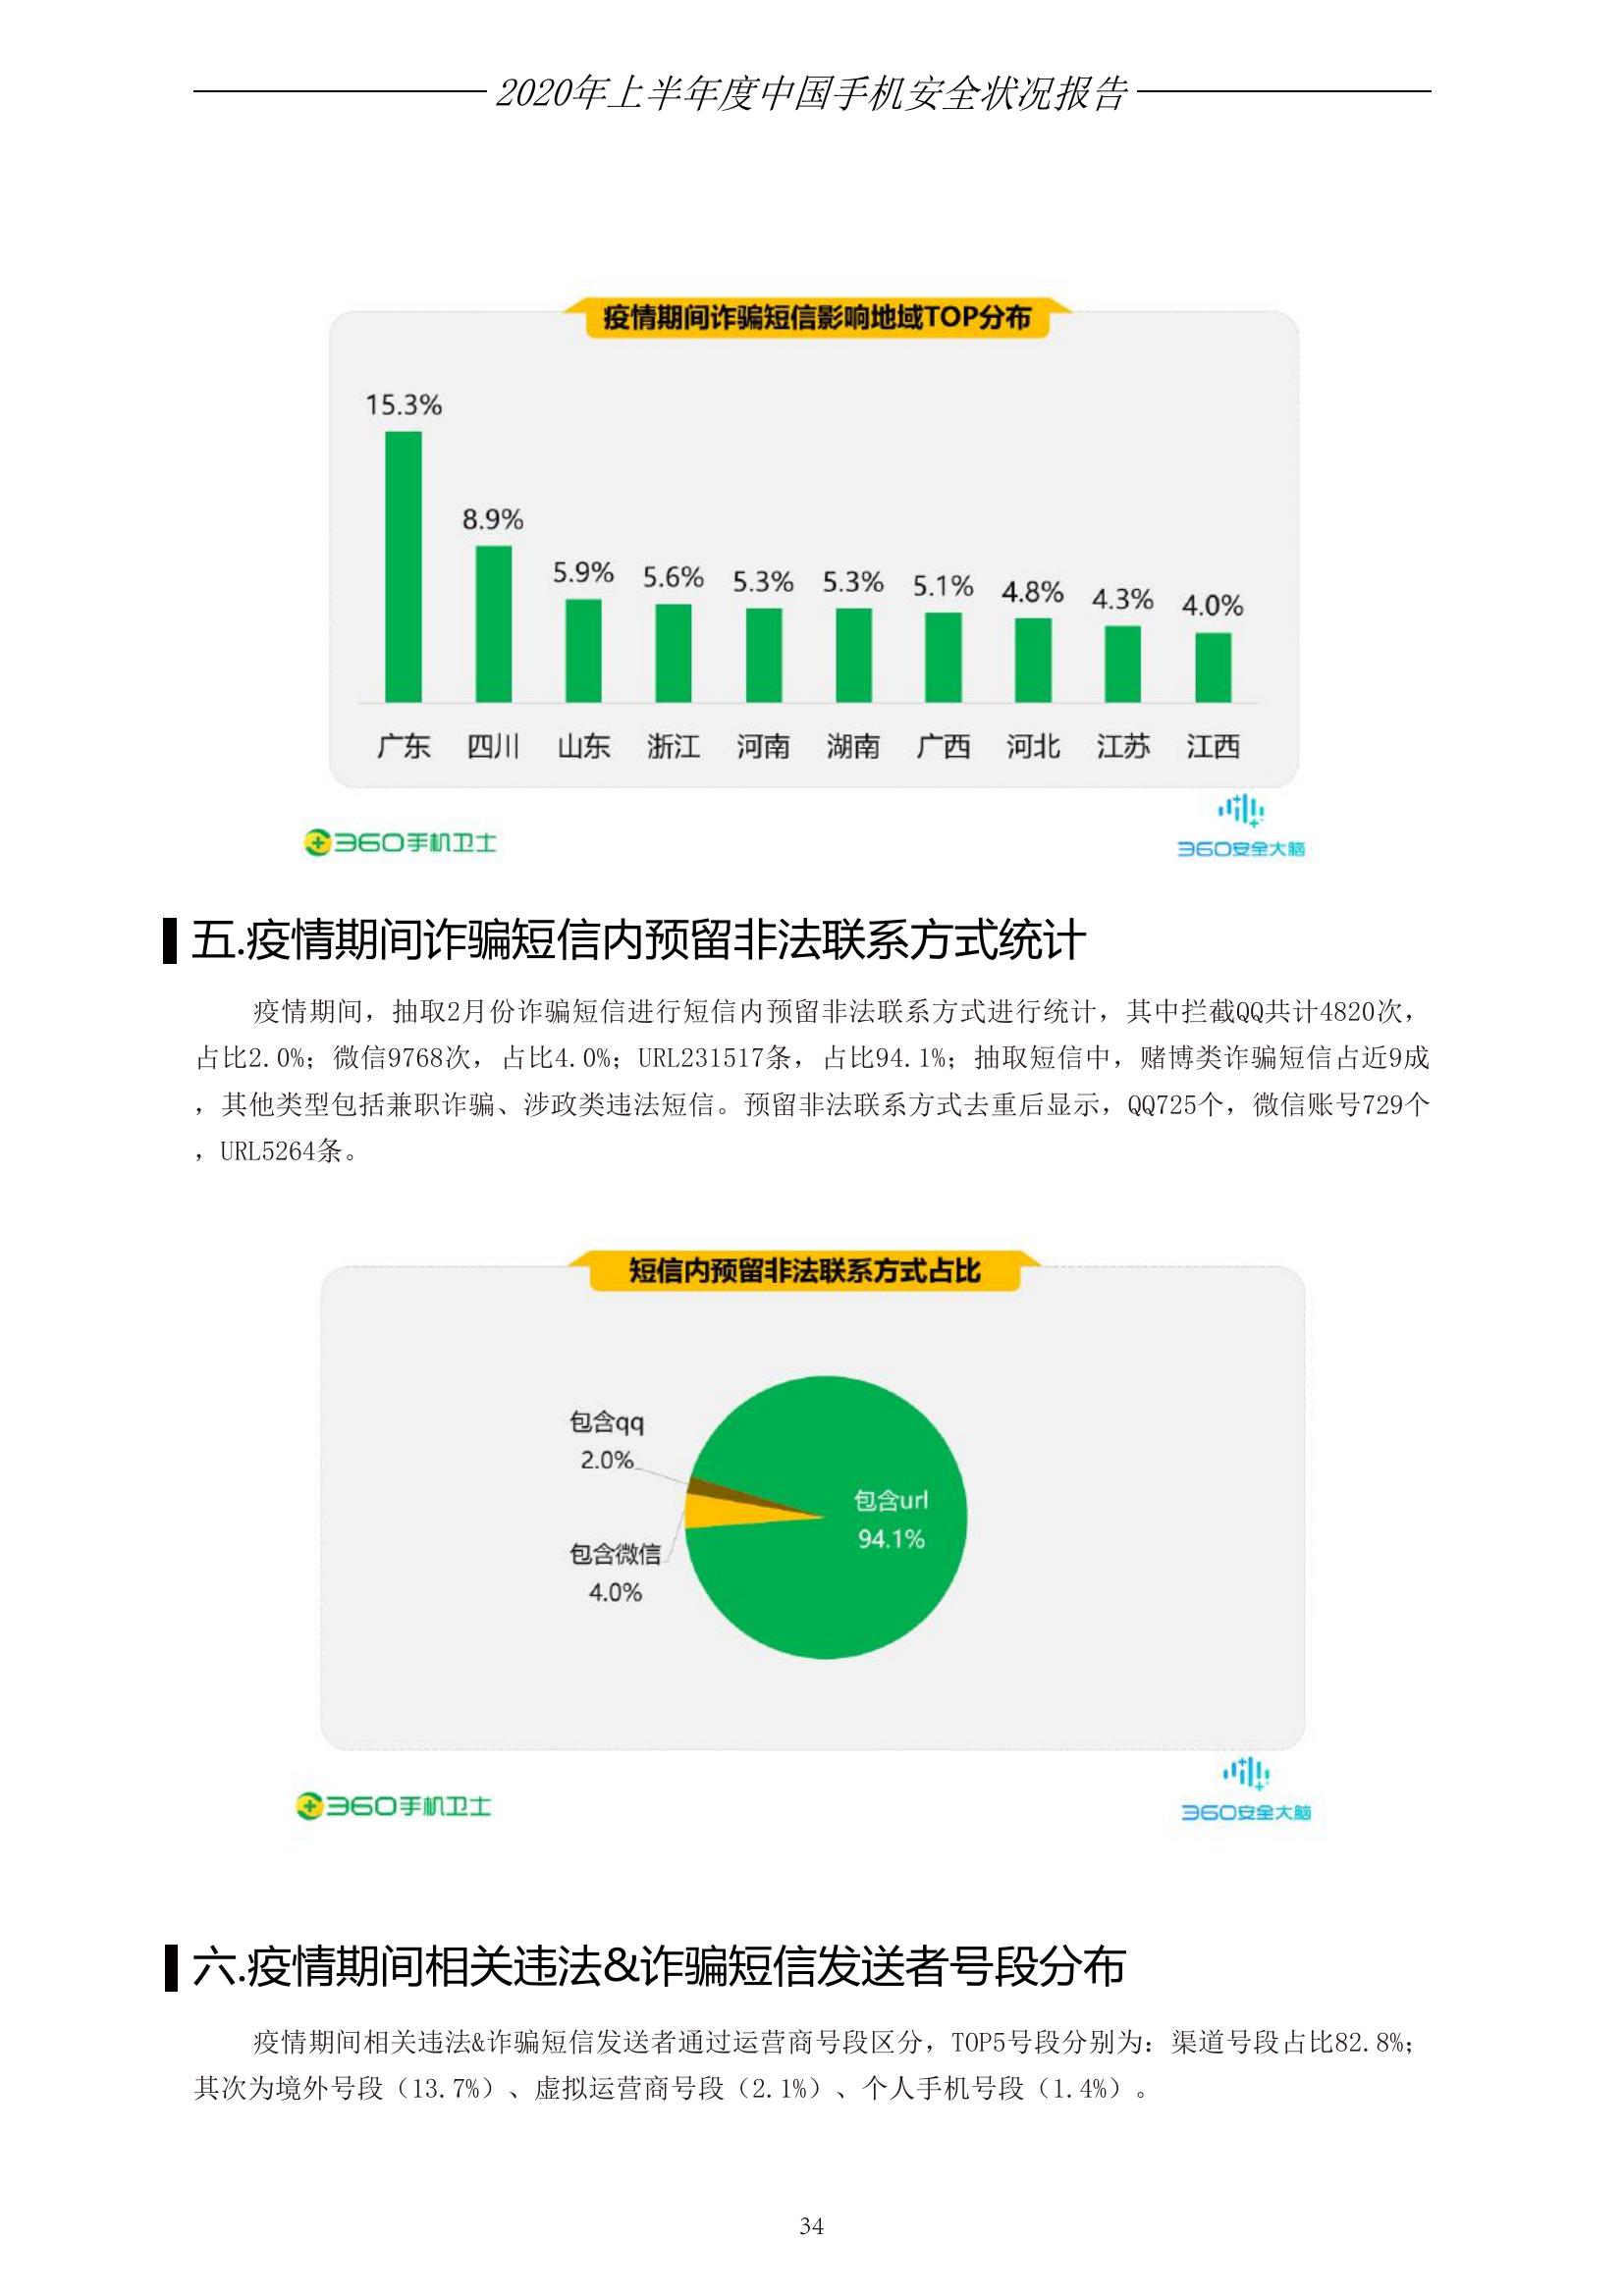 2020年上半年度中国手机安全状况报告
疫情期间诈骗短信影响地域TOP分布
15.3%
8.9%
5.9%
5.6%
5.3%
5.3%
5.1%
4.8%
4.3%
4.0%
广东 四川 山东 浙江 河南 湖南 广西 河北 江苏 江西
360手机卫士
360安全大脑
五.疫情期间诈骗短信内预留非法联系方式统计
疫情期间，抽取2月份诈骗短信进行短信内预留非法联系方式进行统计，其中拦截QQ共计4820次，
占比2.0%；微信9768次，占比4.0%；URL231517条，占比94.1%；抽取短信中，赌博类诈骗短信占近9成
，其他类型包括兼职诈骗、涉政类违法短信。预留非法联系方式去重后显示，QQ725个，微信账号729个
，URL5264条。
短信内预留非法联系方式占比
包含qq
2.0%
包含url
94.1%
包含微信
4.0%
360手机卫士
360安全大脑
六.疫情期间相关违法&诈骗短信发送者号段分布
疫情期间相关违法&诈骗短信发送者通过运营商号段区分，TOP5号段分别为：渠道号段占比82.8%；
其次为境外号段（13.7%）、虚拟运营商号段（2.1%）、个人手机号段（1.4%）。
34